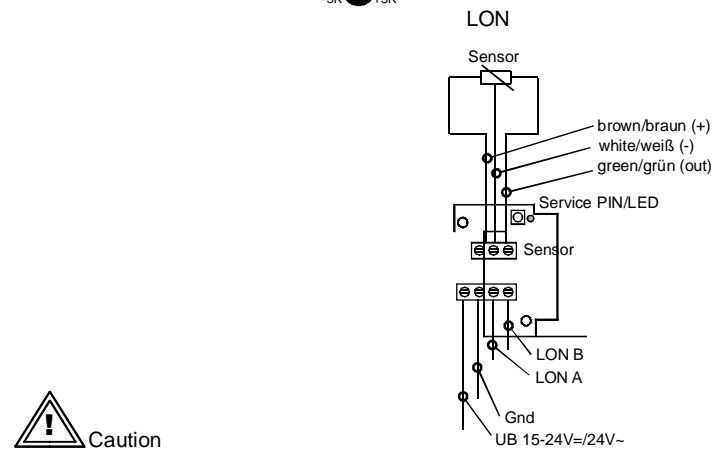 LON
Sensor
brown/braun (+)
white/weiß (-)
green/grün (out)
Service PIN/LED
Sensor
LON B
LON A
Gnd
UB 15-24V=/24V~
! Caution